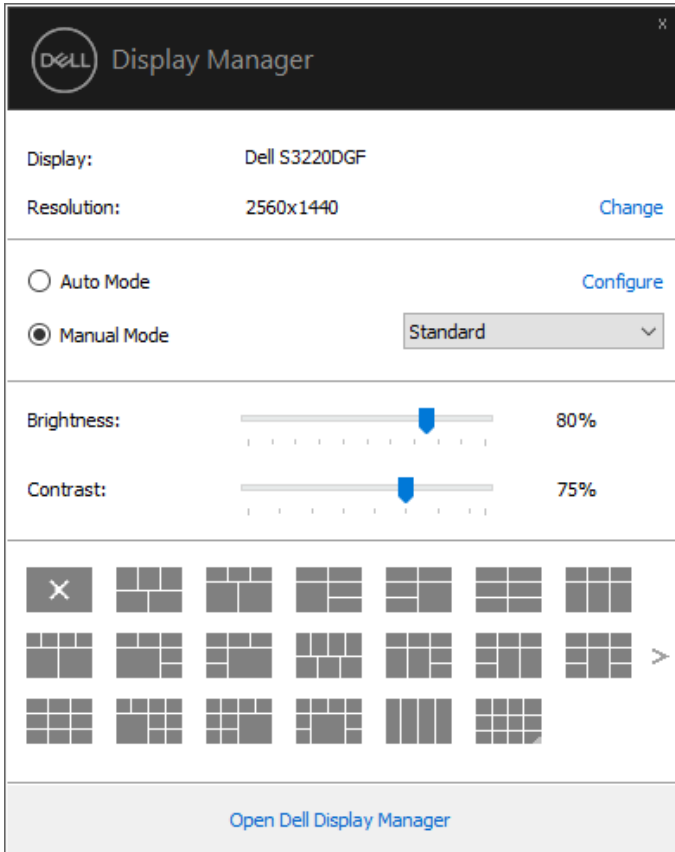 x
DELL Display Manager
Display: Dell S3220DGF
Resolution: 2560x1440 Change
Auto Mode Configure
Manual Mode Standard
Brightness: 80%
Contrast: 75%
>
Open Dell Display Manager